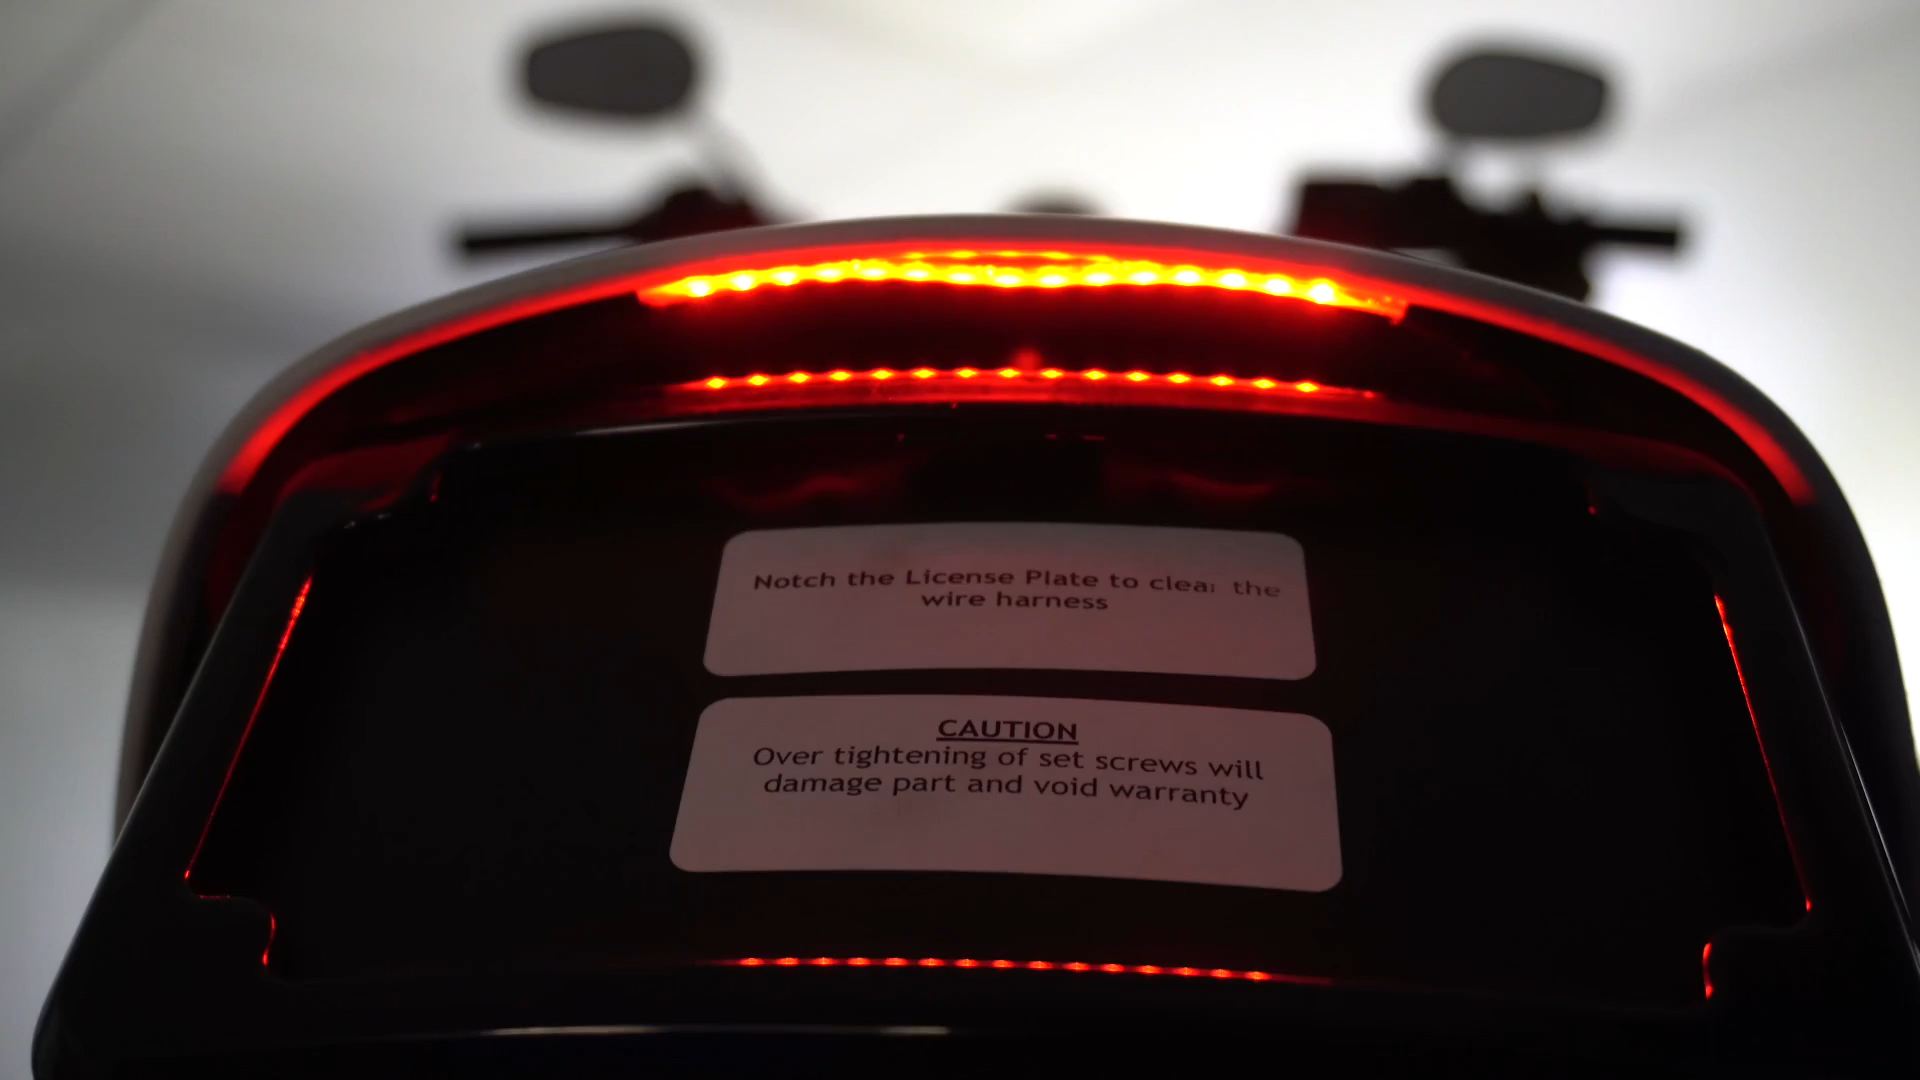 Notch the License Plate to clear the
wire harness
CAUTION
Over tightening of set screws will
damage part and void warranty